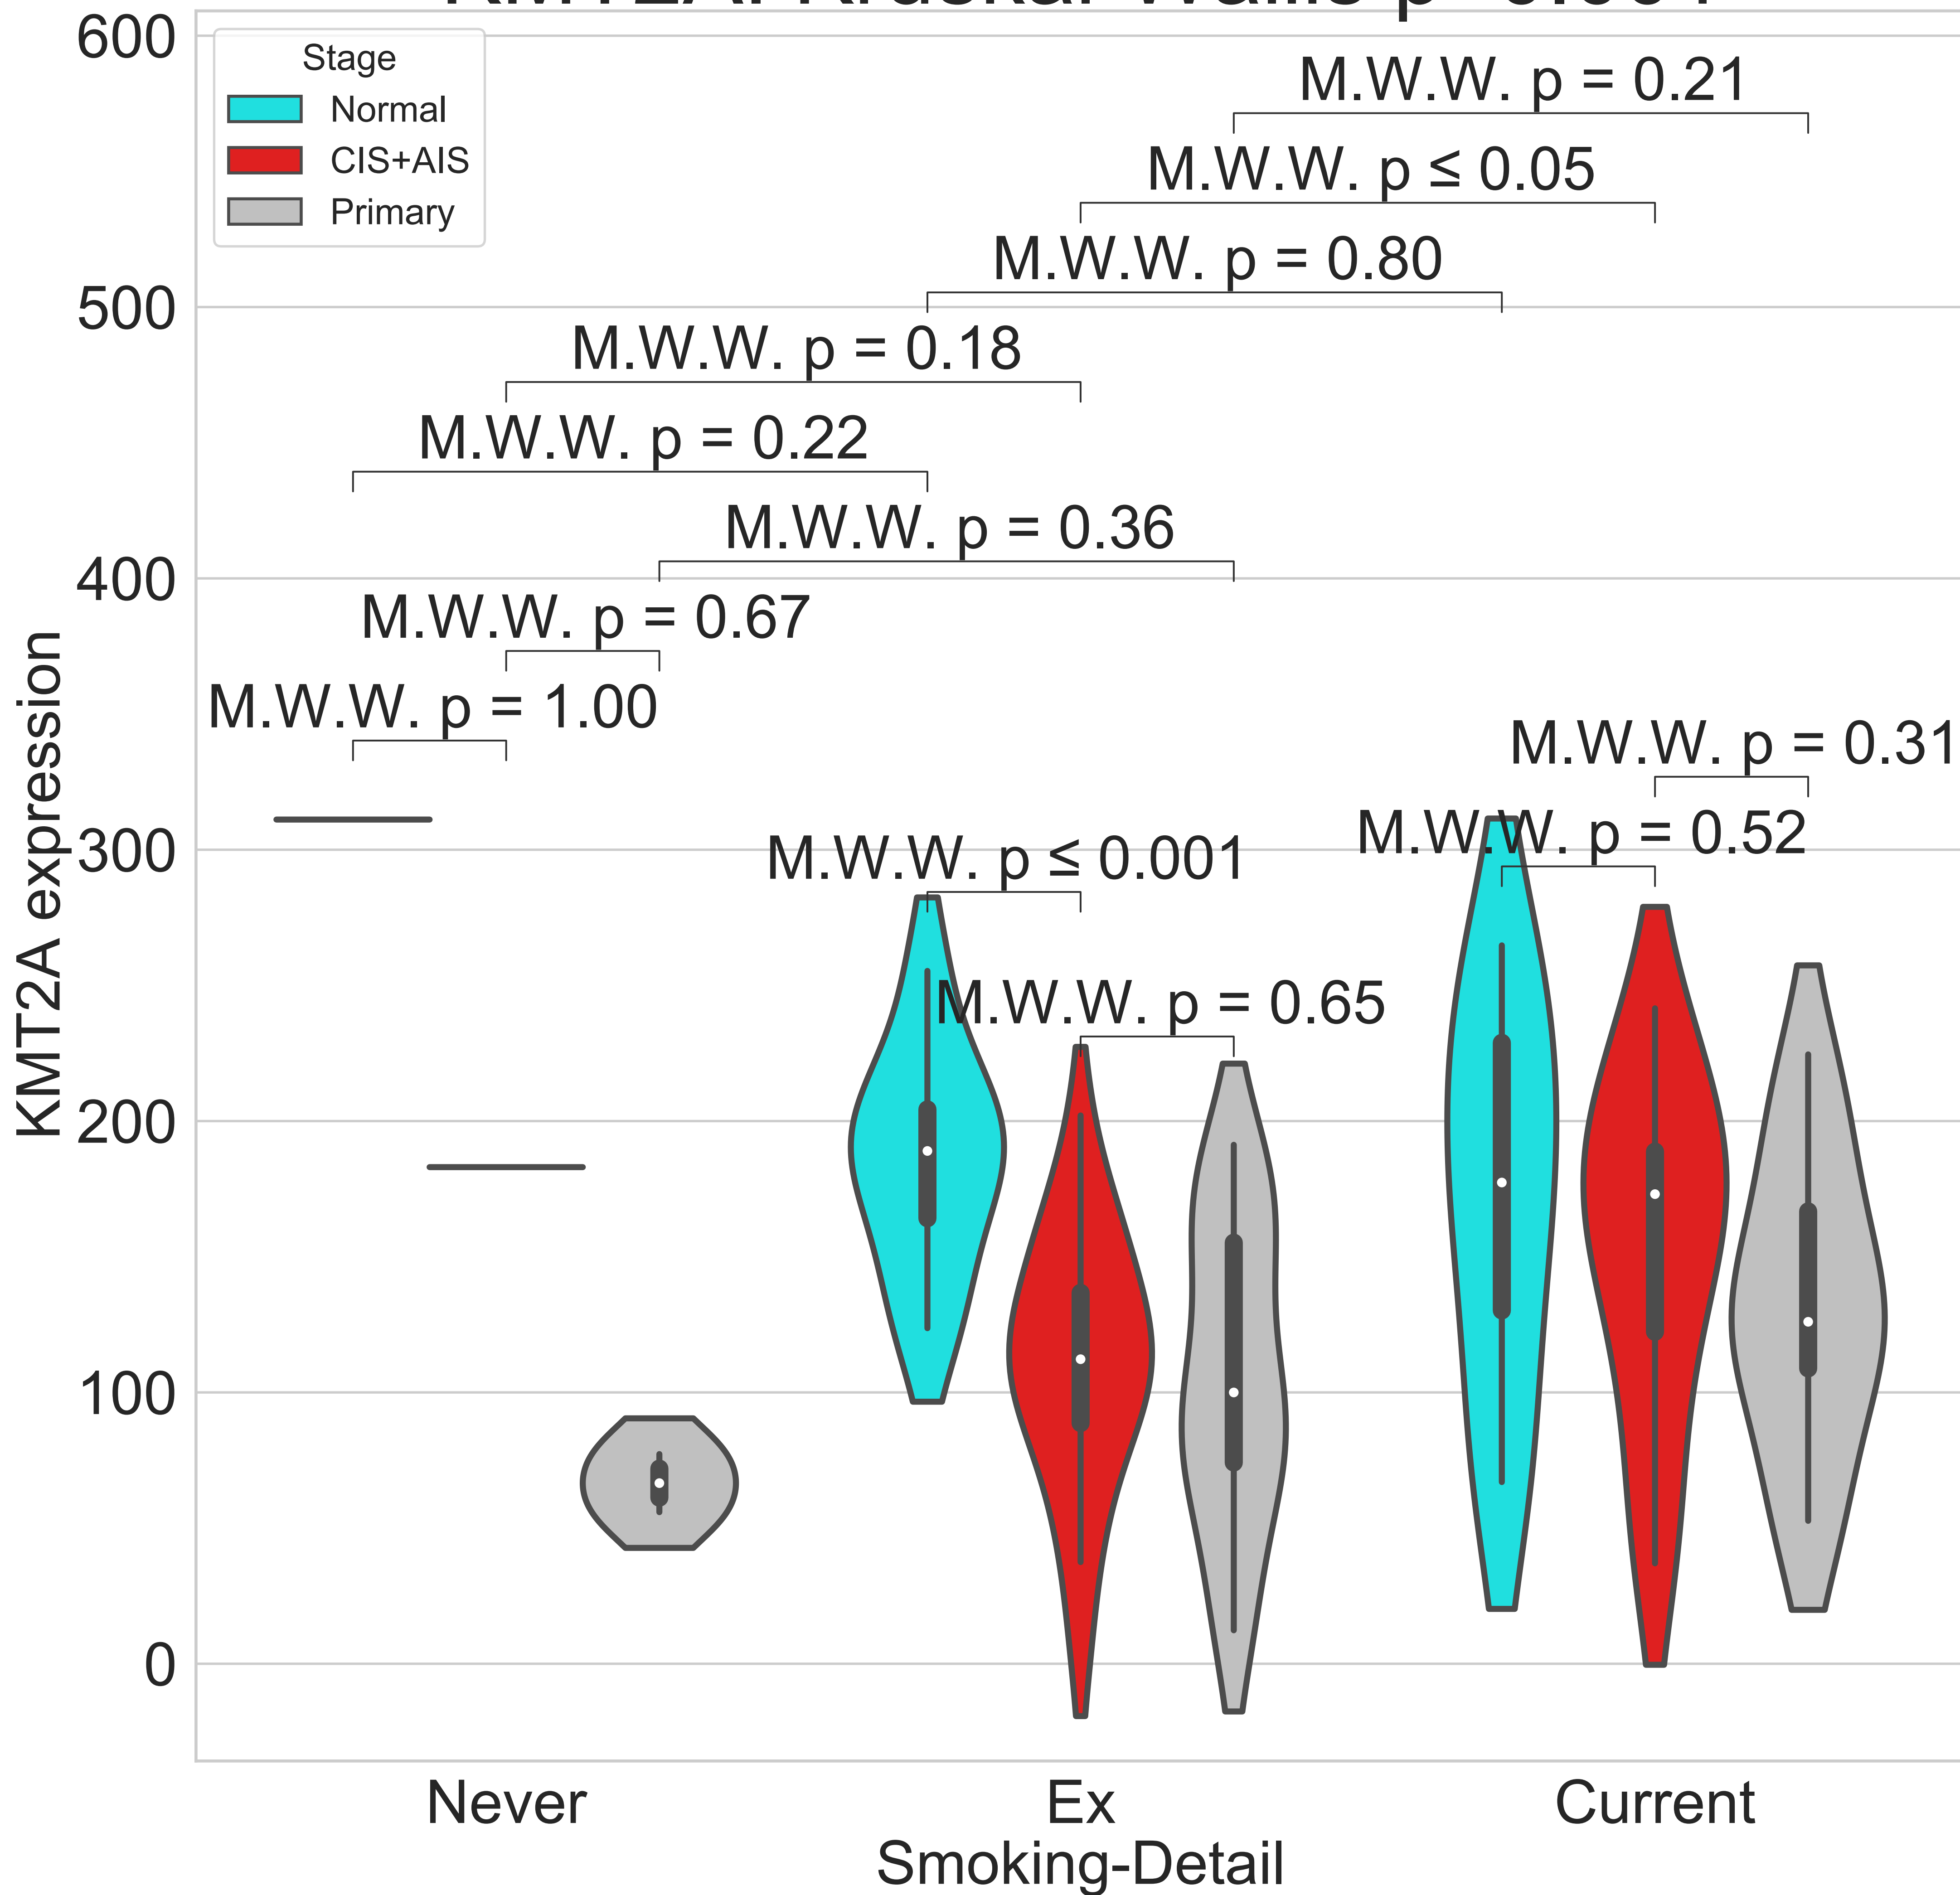 600
Stage
Normal
CIS+AIS
Primary
M.W.W. p = 0.21
M.W.W. p ≤ 0.05
M.W.W. p = 0.80
500
M.W.W. p = 0.18
M.W.W. p = 0.22
M.W.W. p = 0.36
400
M.W.W. p = 0.67
M.W.W. p = 1.00
M.W.W. p = 0.31
M.W.W. p = 0.52
300
M.W.W. p ≤ 0.001
M.W.W. p = 0.65
KMT2A expression
200
100
0
Never
Ex
Current
Smoking-Detail